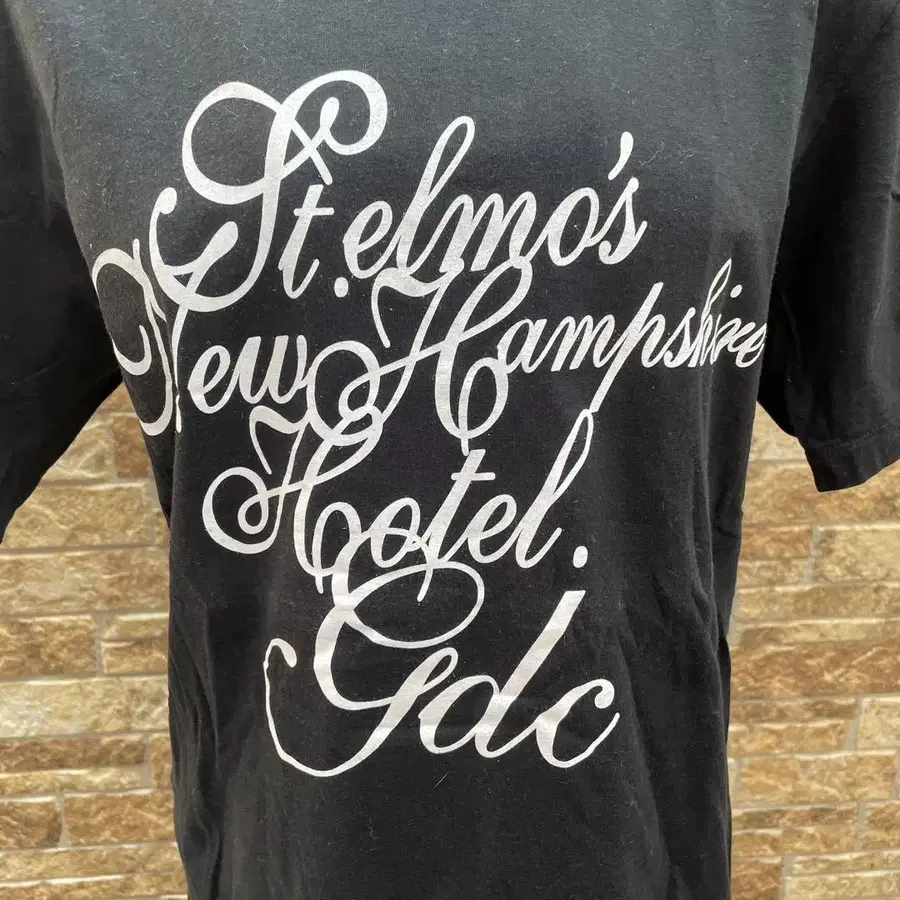 St.elmo's
New Hampshire
Hotel.
Gdc